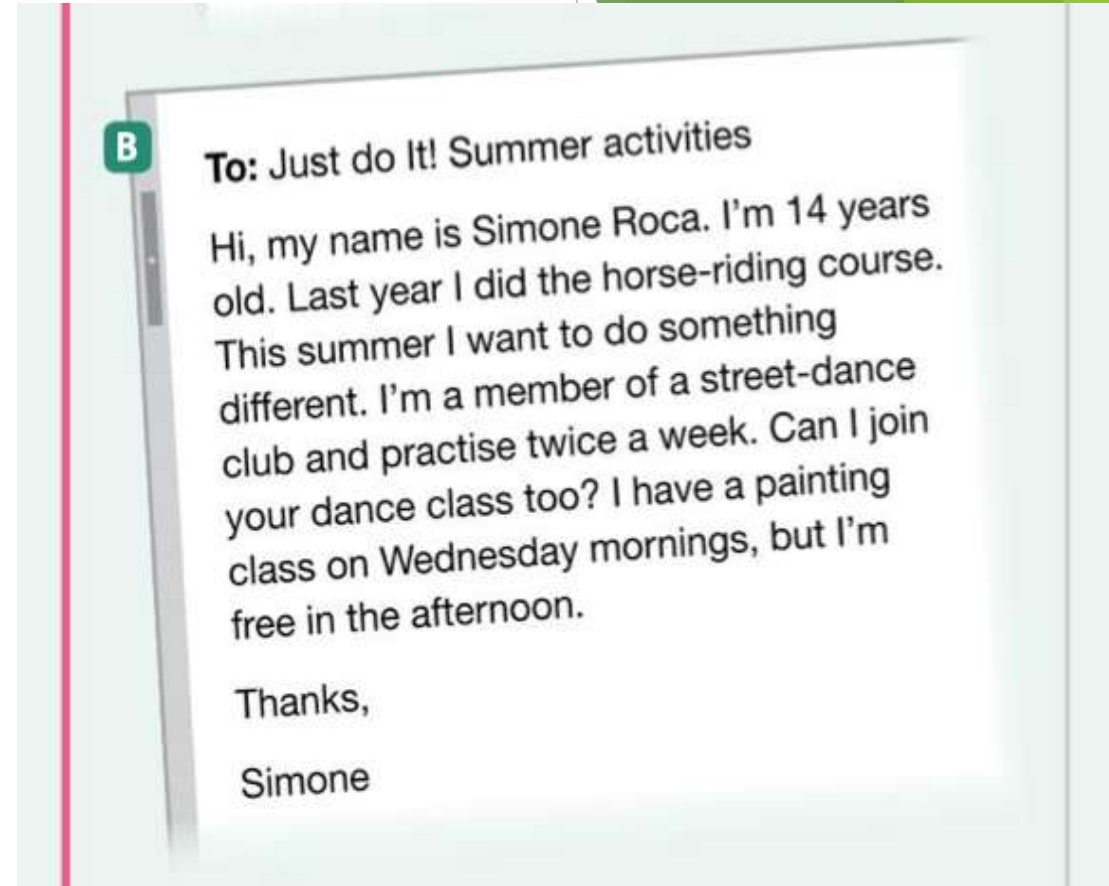 B
To: Just do It! Summer activities
Hi, my name is Simone Roca. I'm 14 years
old. Last year I did the horse-riding course.
This summer I want to do something
different. I'm a member of a street-dance
club and practise twice a week. Can I join
your dance class too? I have a painting
class on Wednesday mornings, but I'm
free in the afternoon.
Thanks,
Simone